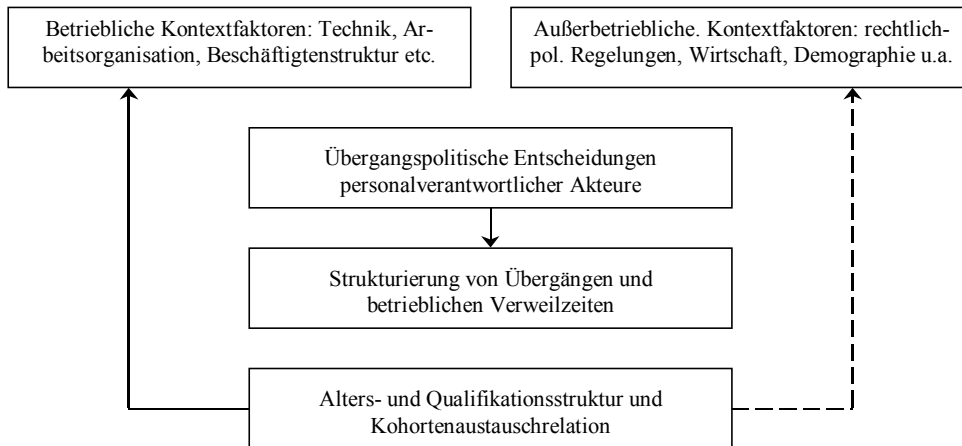 Betriebliche Kontextfaktoren: Technik, Ar-
beitsorganisation, Beschäftigtenstruktur etc.
Außerbetriebliche. Kontextfaktoren: rechtlich-
pol. Regelungen, Wirtschaft, Demographie u.a.
Übergangspolitische Entscheidungen
personalverantwortlicher Akteure
Strukturierung von Übergängen und
betrieblichen Verweilzeiten
Alters- und Qualifikationsstruktur und
Kohortenaustauschrelation